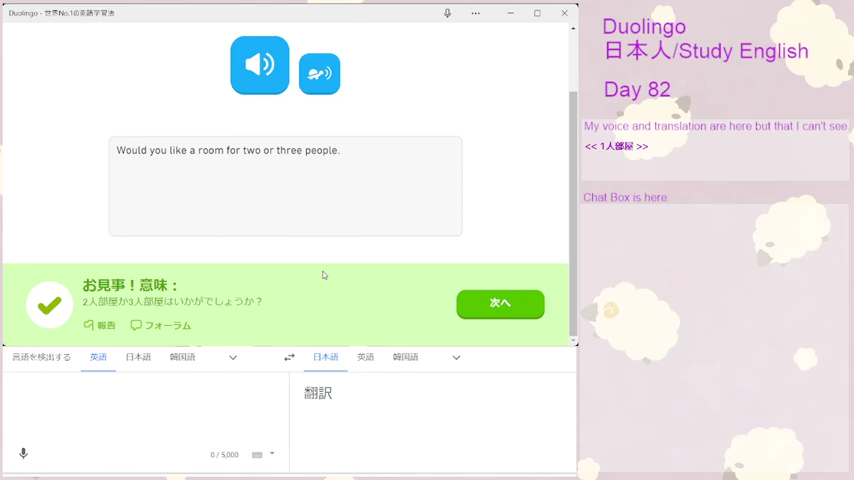 Duolingo - 世界No.1の英語学習法
Would you like a room for two or three people.
お見事！意味：
2人部屋か3人部屋はいかがでしょうか？
報告 フォーラム
次へ
言語を検出する 英語 日本語 韓国語
日本語 英語 韓国語
翻訳
0 / 5,000
Duolingo
日本人/Study English
Day 82
My voice and translation are here but that I can't see
<< 1人部屋 >>
Chat Box is here.